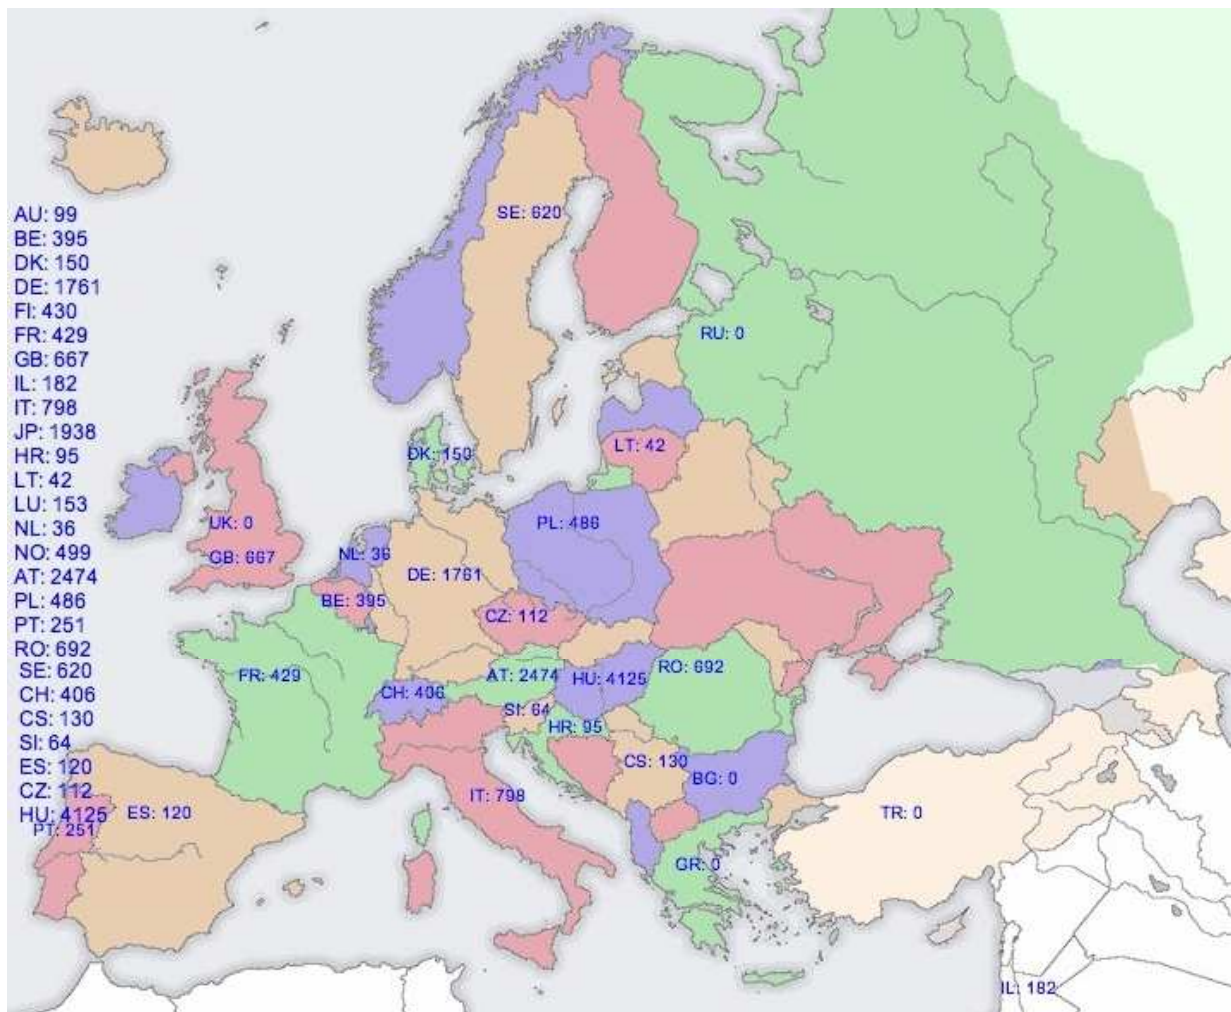 AU: 99
BE: 395
DK: 150
DE: 1761
FI: 430
FR: 429
GB: 667
IL: 182
IT: 798
JP: 1938
HR: 95
LT: 42
LU: 153
NL: 36
NO: 499
AT: 2474
PL: 486
PT: 251
RO: 692
SE: 620
CH: 406
CS: 130
SI: 64
ES: 120
CZ: 112
HU: 4125
SE: 620
RU: 0
DK: 150
LT: 42
UK: 0
PL: 486
GB: 667
NL: 36
DE: 1761
BE: 395
CZ: 112
FR: 429
CH: 406
AT: 2474
HU: 4125
RO: 692
SI: 64
HR: 95
CS: 130
BG: 0
IT: 798
PT: 251
ES: 120
TR: 0
GR: 0
IL: 182